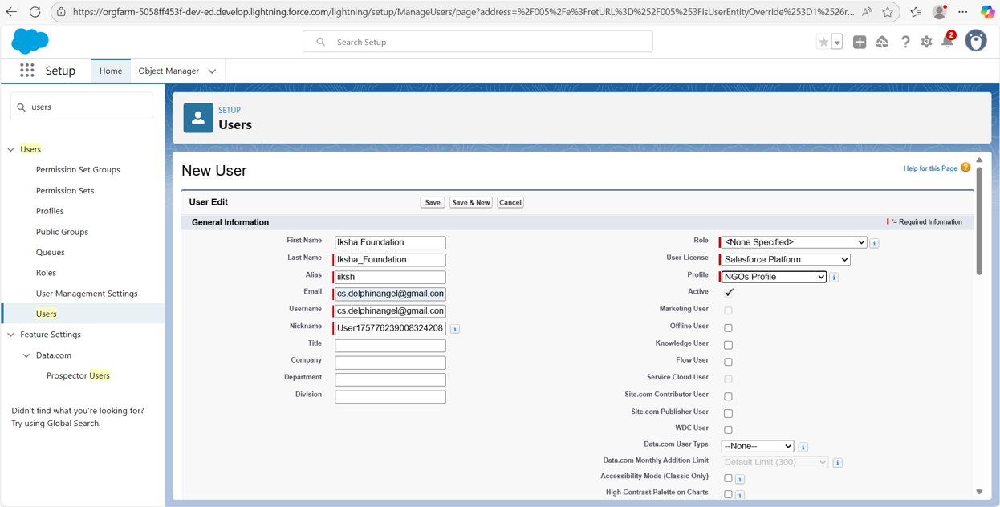 https://orgfarm-5058ff453f-dev-ed.develop.lightning.force.com/lightning/setup/ManageUsers/page?address=%2F005%2Fe%3FretURL%3D%252F005%253FisUserEntityOverride%253D1%2526r...
Search Setup
2
Setup
Home
Object Manager
users
Users
Permission Set Groups
Permission Sets
Profiles
Public Groups
Queues
Roles
User Management Settings
Users
Feature Settings
Data.com
Prospector Users
Didn't find what you're looking for?
Try using Global Search.
SETUP
Users
New User
Help for this Page ?
User Edit
Save
Save & New
Cancel
General Information
= Required Information
First Name Iksha Foundation
Last Name Iksha_Foundation
Alias iiksh
Email cs.delphinangel@gmail.con
Username cs.delphinangel@gmail.con
Nickname User175776239008324208 i
Title
Company
Department
Division
Role <None Specified> i
User License Salesforce Platform
Profile NGOs Profile i
Active
Marketing User
Offline User
Knowledge User
Flow User
Service Cloud User
Site.com Contributor User
Site.com Publisher User
WDC User
Data.com User Type --None-- i
Data.com Monthly Addition Limit Default Limit (300) i
Accessibility Mode (Classic Only) i
High-Contrast Palette on Charts i